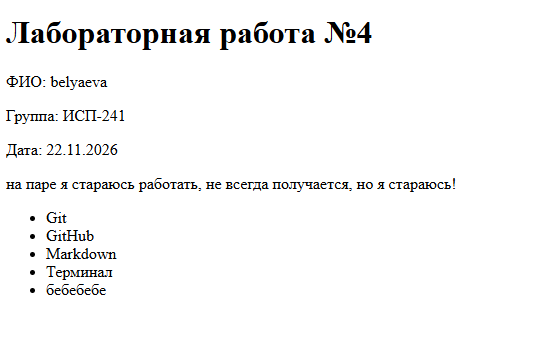 Лабораторная работа №4
ФИО: belyaeva
Группа: ИСП-241
Дата: 22.11.2026
на паре я стараюсь работать, не всегда получается, но я стараюсь!
Git
GitHub
Markdown
Терминал
бебебебе